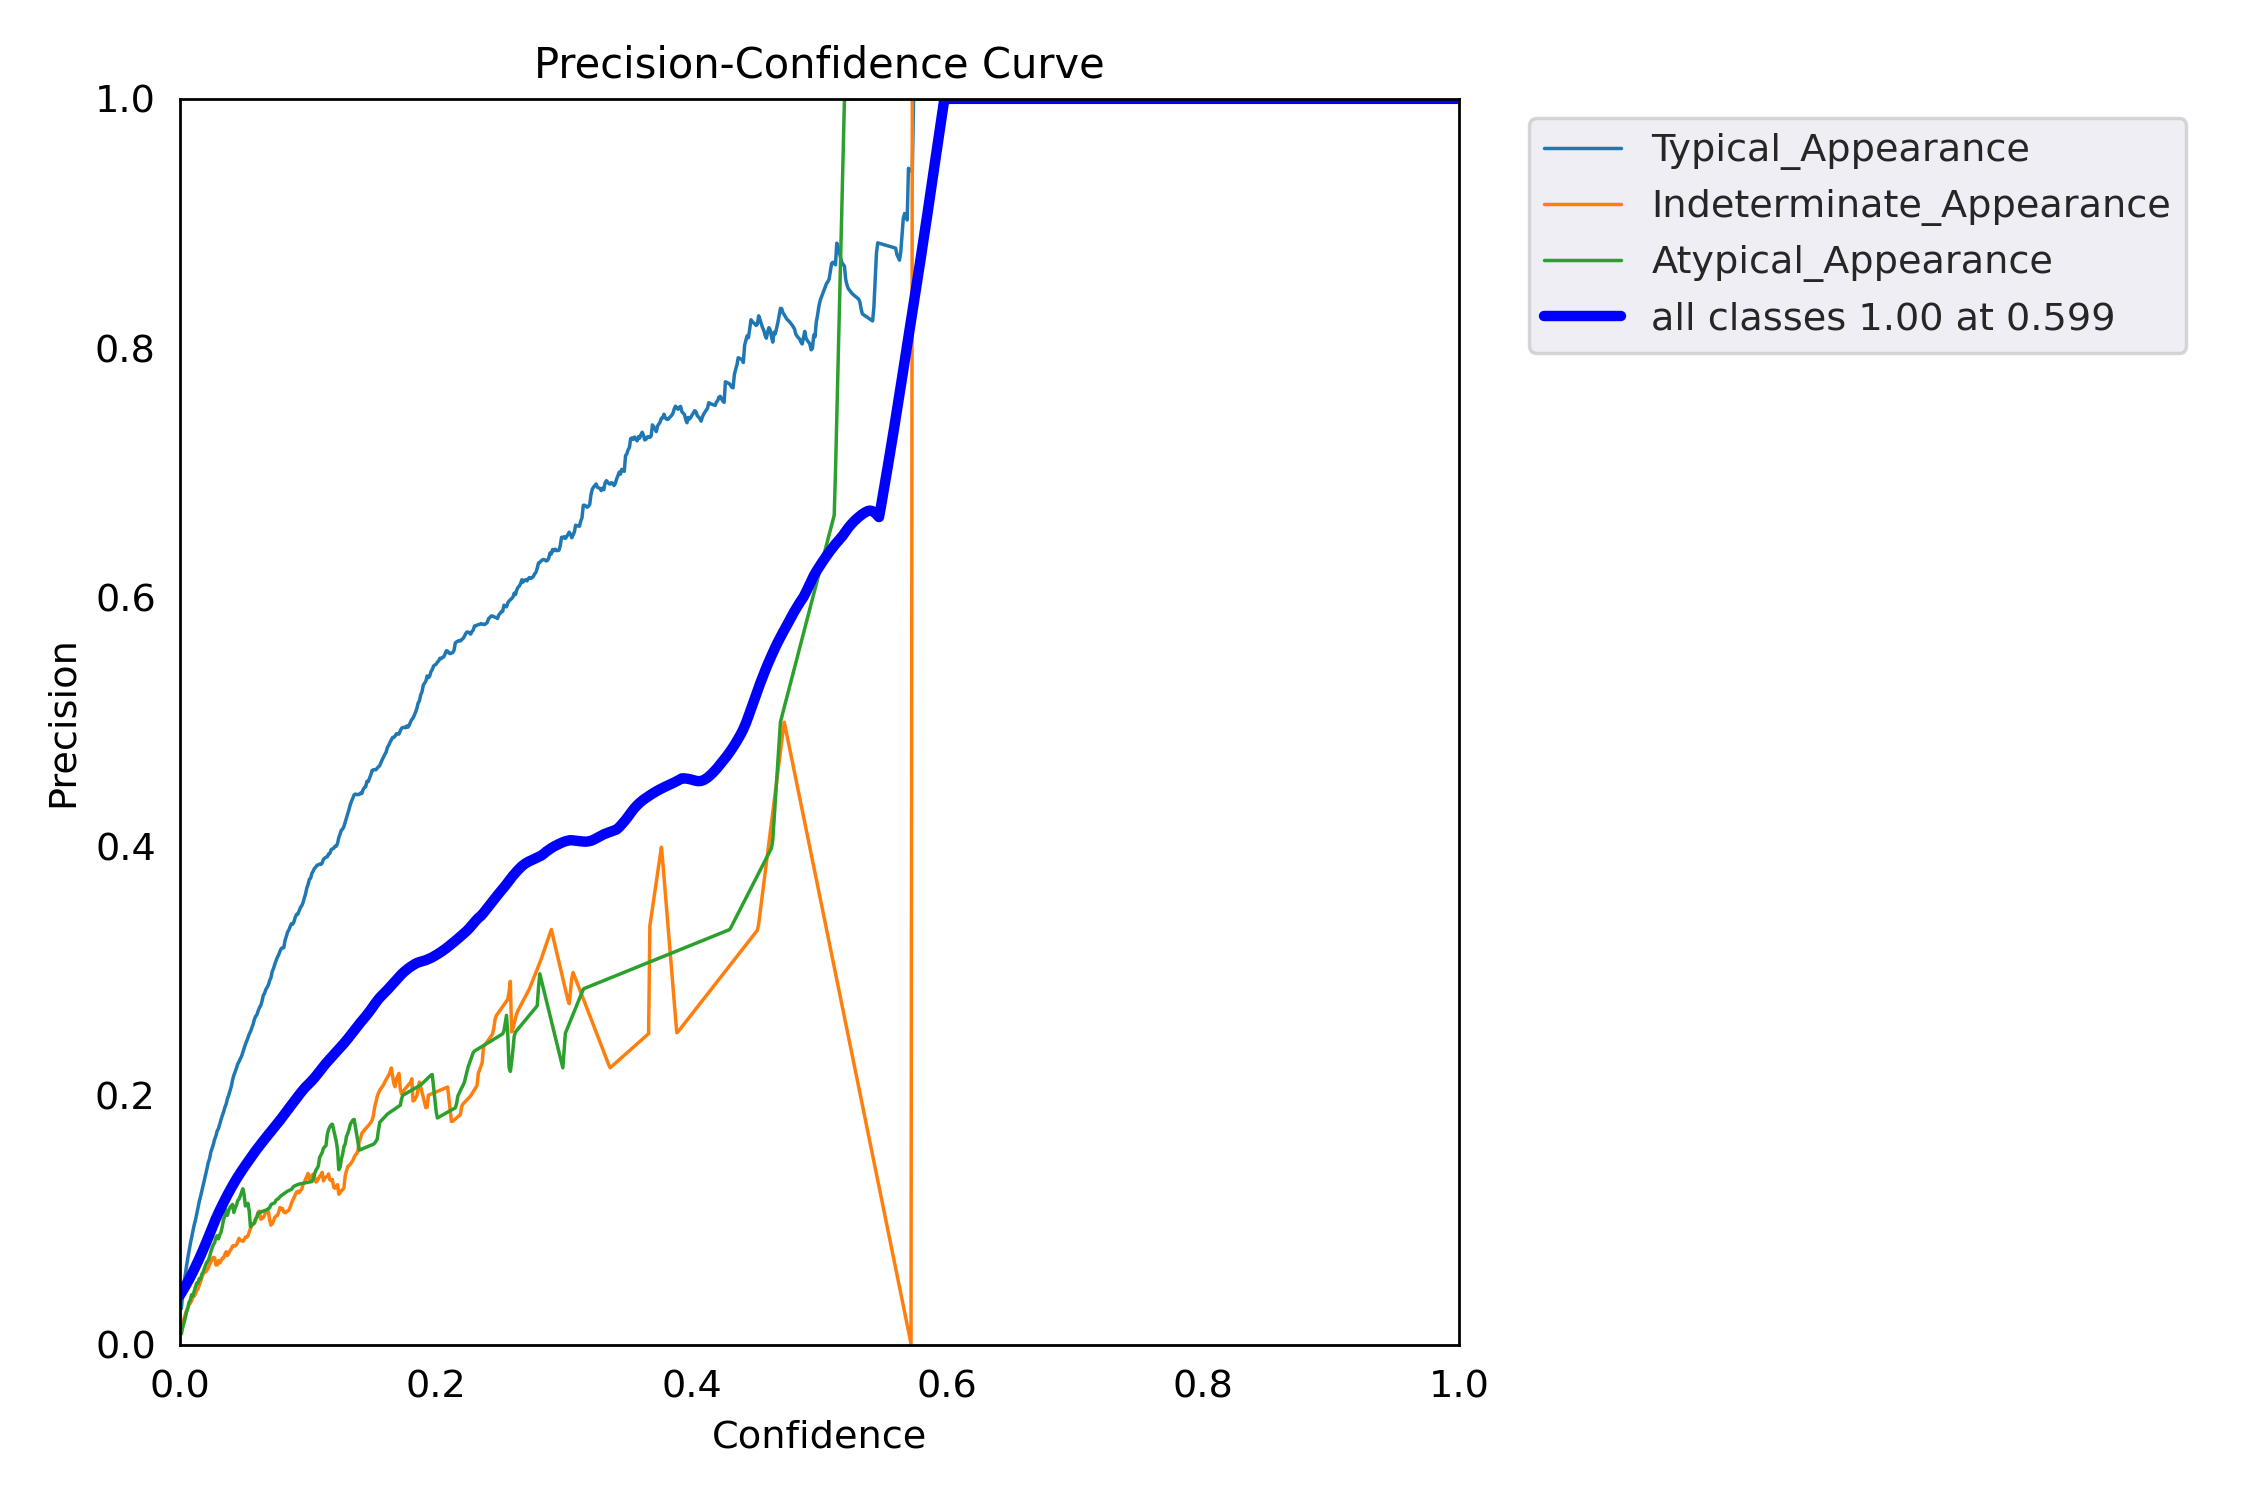 Precision-Confidence Curve
1.0
0.8
0.6
0.4
0.2
0.0
Precision
0.0 0.2 0.4 0.6 0.8 1.0
Confidence
Typical_Appearance
Indeterminate_Appearance
Atypical_Appearance
all classes 1.00 at 0.599